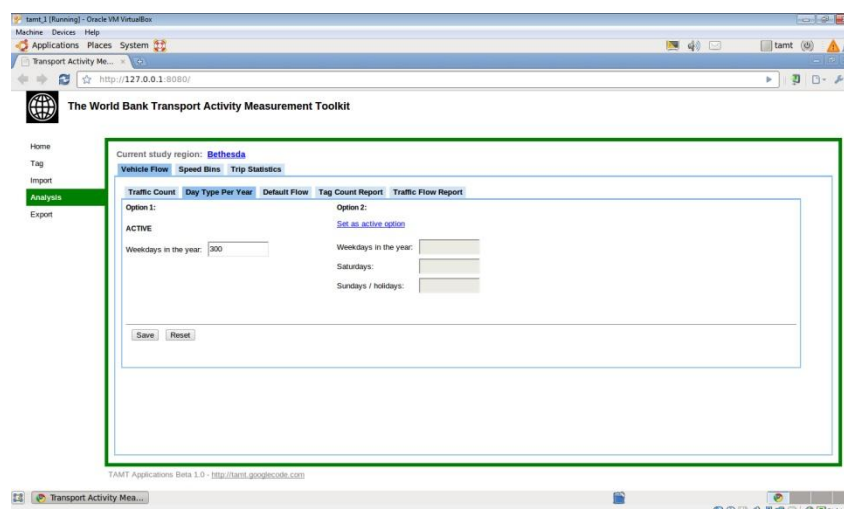 tamt_1 [Running] - Oracle VM VirtualBox
Machine Devices Help
Applications Places System
tamt
Transport Activity Me...
http://127.0.0.1:8080/
The World Bank Transport Activity Measurement Toolkit
Home
Tag
Import
Analysis
Export
Current study region: Bethesda
Vehicle Flow Speed Bins Trip Statistics
Traffic Count Day Type Per Year Default Flow Tag Count Report Traffic Flow Report
Option 1:
ACTIVE
Weekdays in the year: 300
Option 2:
Set as active option
Weekdays in the year:
Saturdays:
Sundays / holidays:
Save Reset
TAMT Applications Beta 1.0 - http://tamt.googlecode.com
Transport Activity Mea...